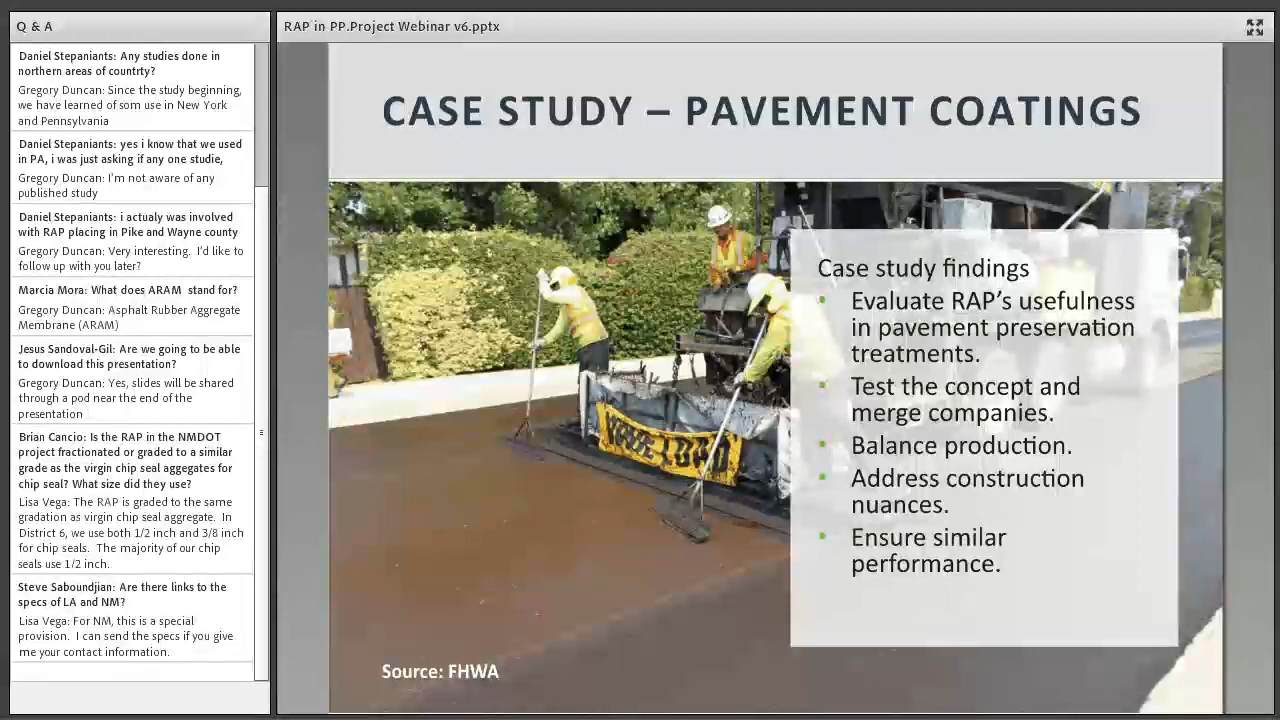 Q & A
Daniel Stepaniants: Any studies done in
northern areas of countrty?
Gregory Duncan: Since the study beginning,
we have learned of som use in New York
and Pennsylvania
Daniel Stepaniants: yes i know that we used
in PA, i was just asking if any one studie,
Gregory Duncan: I'm not aware of any
published study
Daniel Stepaniants: i actualy was involved
with RAP placing in Pike and Wayne county
Gregory Duncan: Very interesting. I'd like to
follow up with you later?
Marcia Mora: What does ARAM stand for?
Gregory Duncan: Asphalt Rubber Aggregate
Membrane (ARAM)
Jesus Sandoval-Gil: Are we going to be able
to download this presentation?
Gregory Duncan: Yes, slides will be shared
through a pod near the end of the
presentation
Brian Cancio: Is the RAP in the NMDOT
project fractionated or graded to a similar
grade as the virgin chip seal aggegates for
chip seal? What size did they use?
Lisa Vega: The RAP is graded to the same
gradation as virgin chip seal aggregate. In
District 6, we use both 1/2 inch and 3/8 inch
for chip seals. The majority of our chip
seals use 1/2 inch.
Steve Saboundjian: Are there links to the
specs of LA and NM?
Lisa Vega: For NM, this is a special
provision. I can send the specs if you give
me your contact information.
RAP in PP.Project Webinar v6.pptx
CASE STUDY – PAVEMENT COATINGS
Case study findings
• Evaluate RAP's usefulness
in pavement preservation
treatments.
• Test the concept and
merge companies.
• Balance production.
• Address construction
nuances.
• Ensure similar
performance.
WIDE LOAD
Source: FHWA